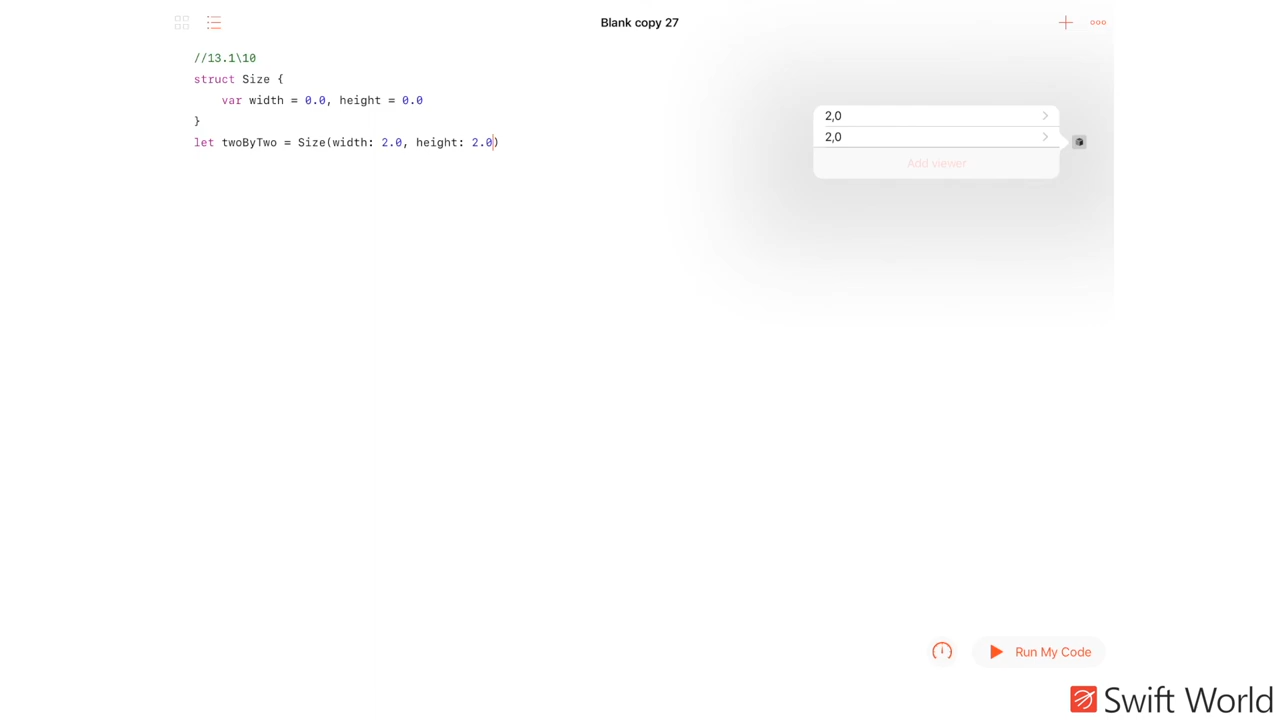 Blank copy 27
//13.1\10
struct Size {
    var width = 0.0, height = 0.0
}
let twoByTwo = Size(width: 2.0, height: 2.0)
2,0
2,0
Add viewer
Run My Code
Swift World